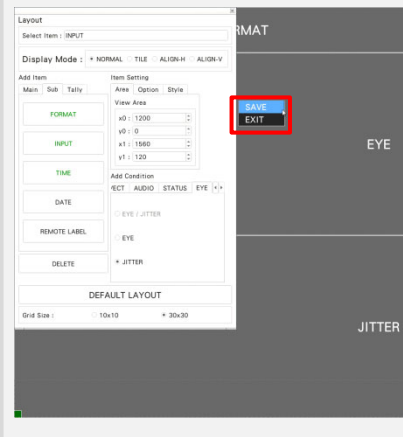 Layout
Select Item : INPUT
Display Mode : NORMAL TILE ALIGN-H ALIGN-V
Add Item
Main Sub Tally
FORMAT
INPUT
TIME
DATE
REMOTE LABEL
DELETE
Item Setting
Area Option Style
View Area
x0 : 1200
y0 : 0
x1 : 1560
y1 : 120
Add Condition
AUDIO STATUS EYE
EYE / JITTER
EYE
JITTER
DEFAULT LAYOUT
Grid Size : 10x10 30x30
SAVE
EXIT
EYE
JITTER